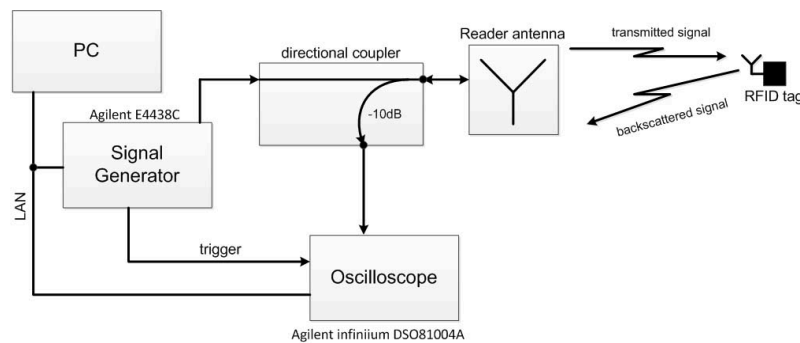 PC
directional coupler
Reader antenna
transmitted signal
-10dB
RFID tag
backscattered signal
Agilent E4438C
Signal
Generator
LAN
trigger
Oscilloscope
Agilent infiniium DSO81004A